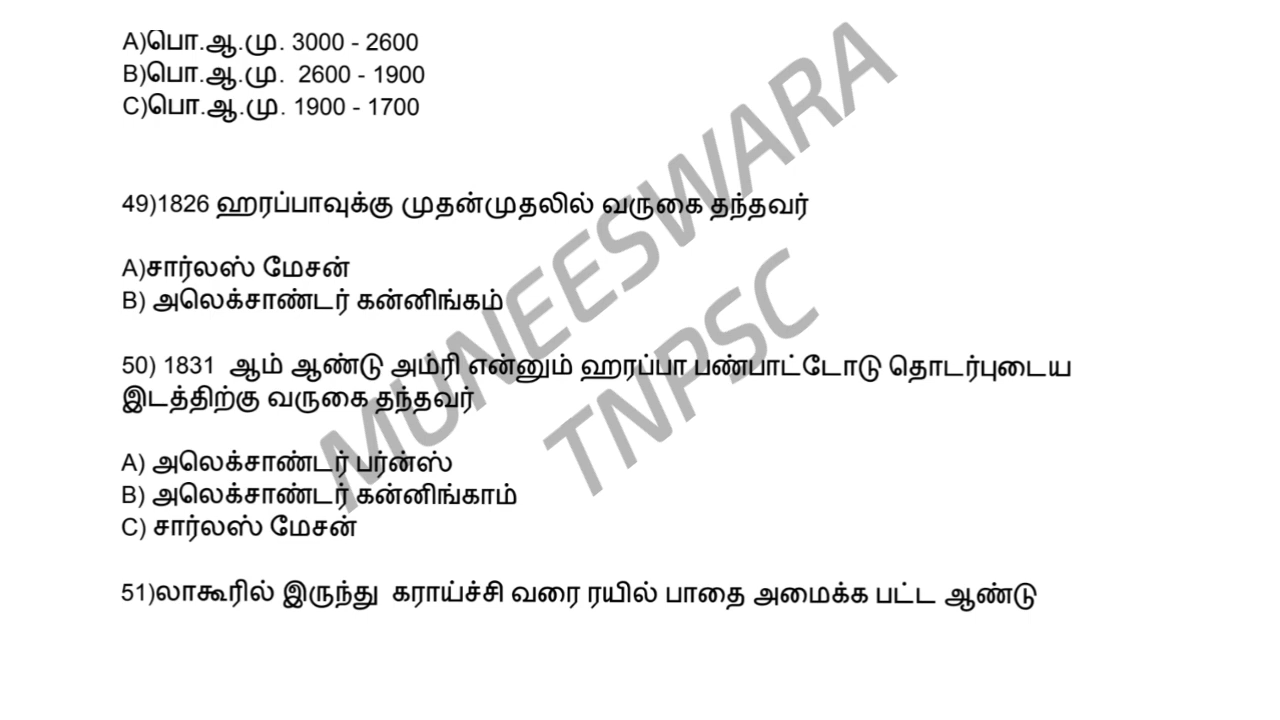 A)பொ.ஆ.மு. 3000 - 2600
B)பொ.ஆ.மு. 2600 - 1900
C)பொ.ஆ.மு. 1900 - 1700
49)1826 ஹரப்பாவுக்கு முதன்முதலில் வருகை தந்தவர்
A)சார்லஸ் மேசன்
B) அலெக்சாண்டர் கன்னிங்கம்
50) 1831 ஆம் ஆண்டு அம்ரி என்னும் ஹரப்பா பண்பாட்டோடு தொடர்புடைய
இடத்திற்கு வருகை தந்தவர்
A) அலெக்சாண்டர் பர்ன்ஸ்
B) அலெக்சாண்டர் கன்னிங்காம்
C) சார்லஸ் மேசன்
51)லாகூரில் இருந்து கராய்ச்சி வரை ரயில் பாதை அமைக்க பட்ட ஆண்டு
MUNEESWARA
TNPSC